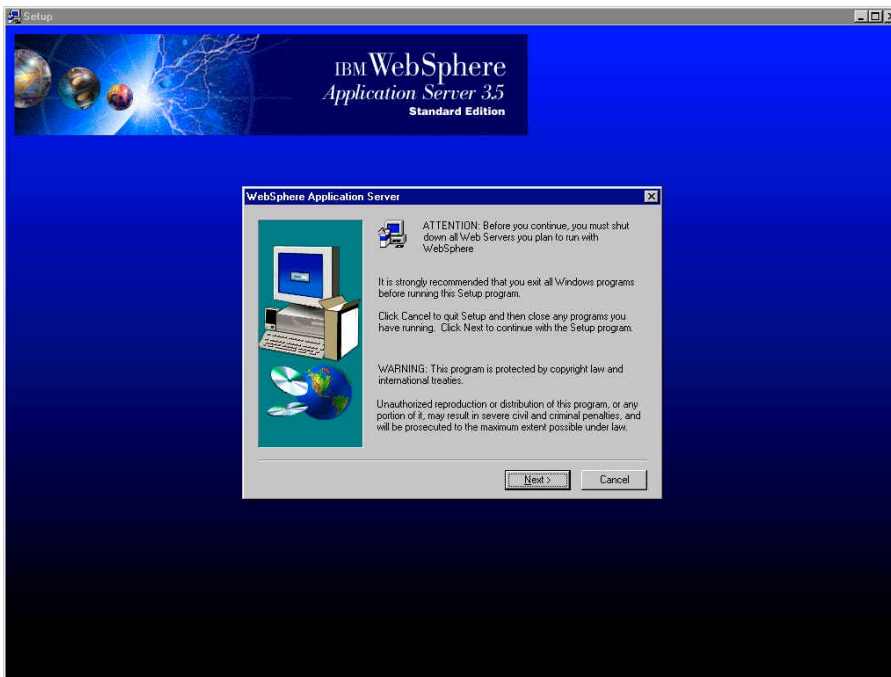 Setup
IBM WebSphere
Application Server 3.5
Standard Edition
WebSphere Application Server
ATTENTION: Before you continue, you must shut
down all Web Servers you plan to run with
WebSphere
It is strongly recommended that you exit all Windows programs
before running this Setup program.
Click Cancel to quit Setup and then close any programs you
have running. Click Next to continue with the Setup program.
WARNING: This program is protected by copyright law and
international treaties.
Unauthorized reproduction or distribution of this program, or any
portion of it, may result in severe civil and criminal penalties, and
will be prosecuted to the maximum extent possible under law.
Next > Cancel